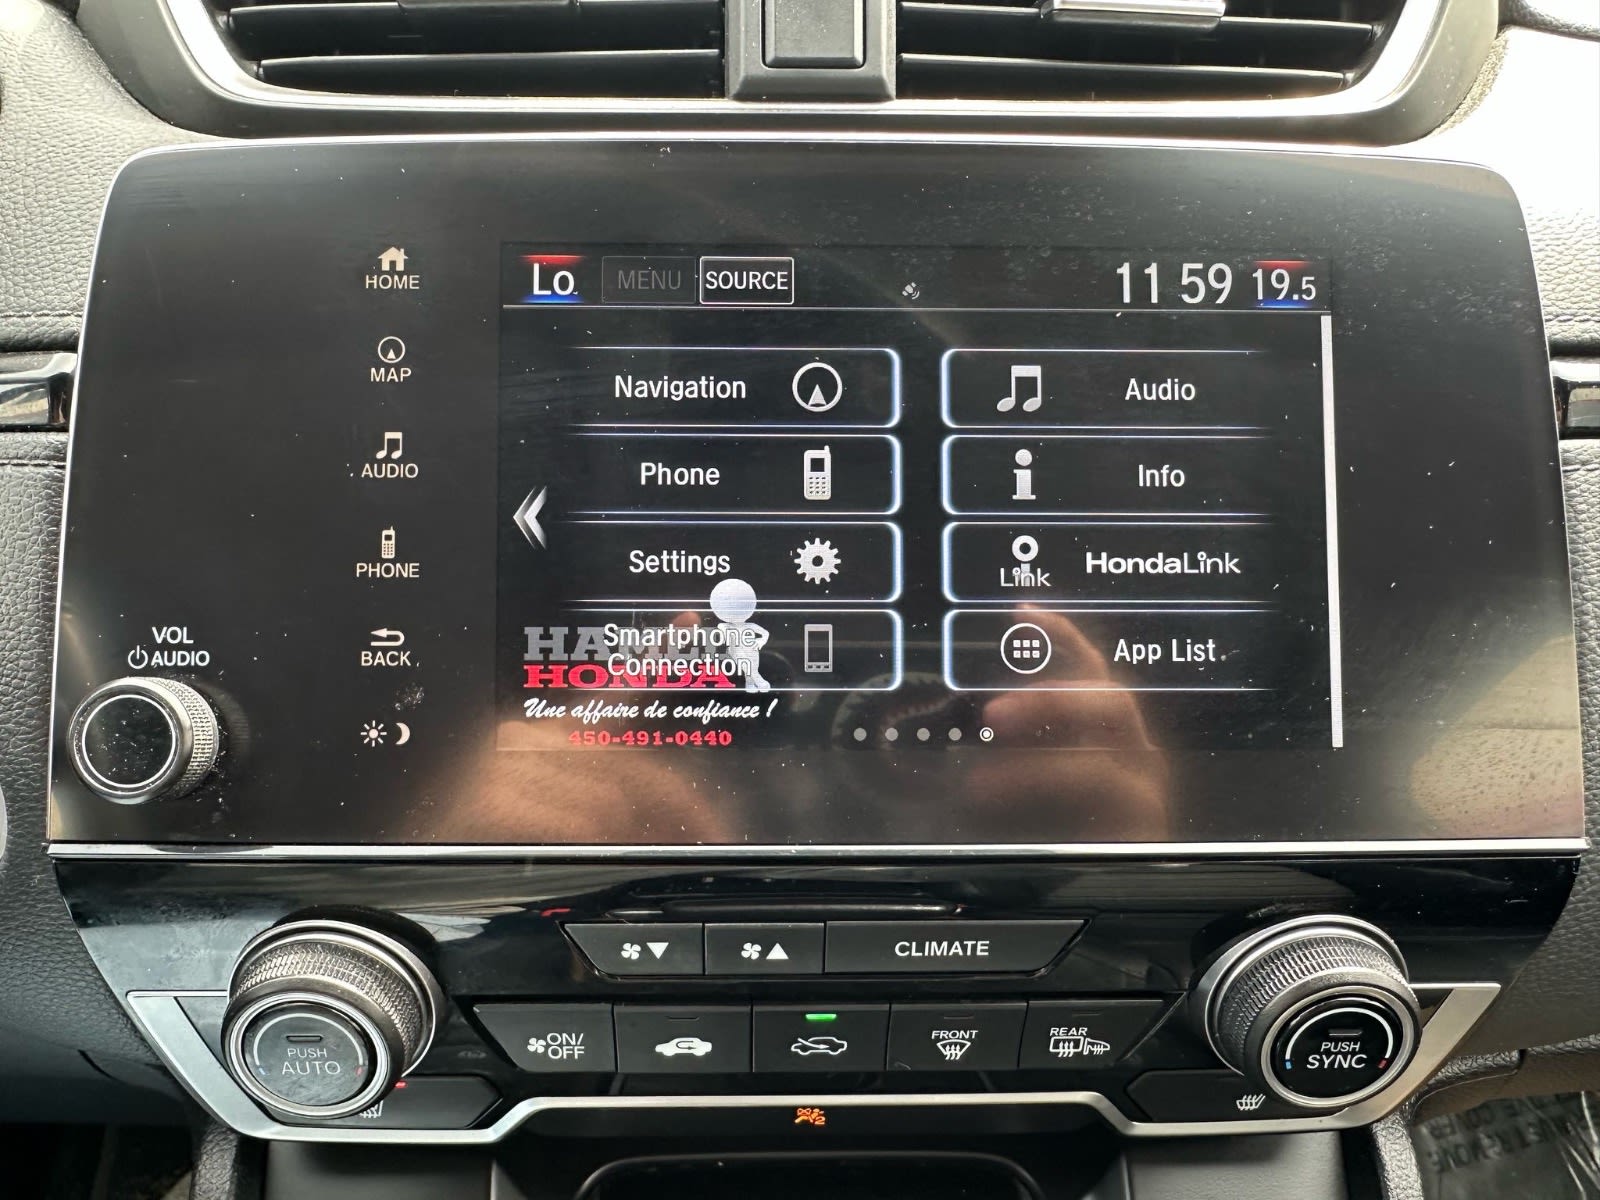 Lo
MENU
SOURCE
11 59
19.5
HOME
MAP
AUDIO
PHONE
BACK
VOL
AUDIO
Navigation
Audio
Phone
Info
Settings
Link
HondaLink
Smartphone
Connection
App List
HAMEL
HONDA
Une affaire de confiance !
450-491-0440
CLIMATE
ON/
OFF
FRONT
REAR
PUSH
AUTO
PUSH
SYNC
2